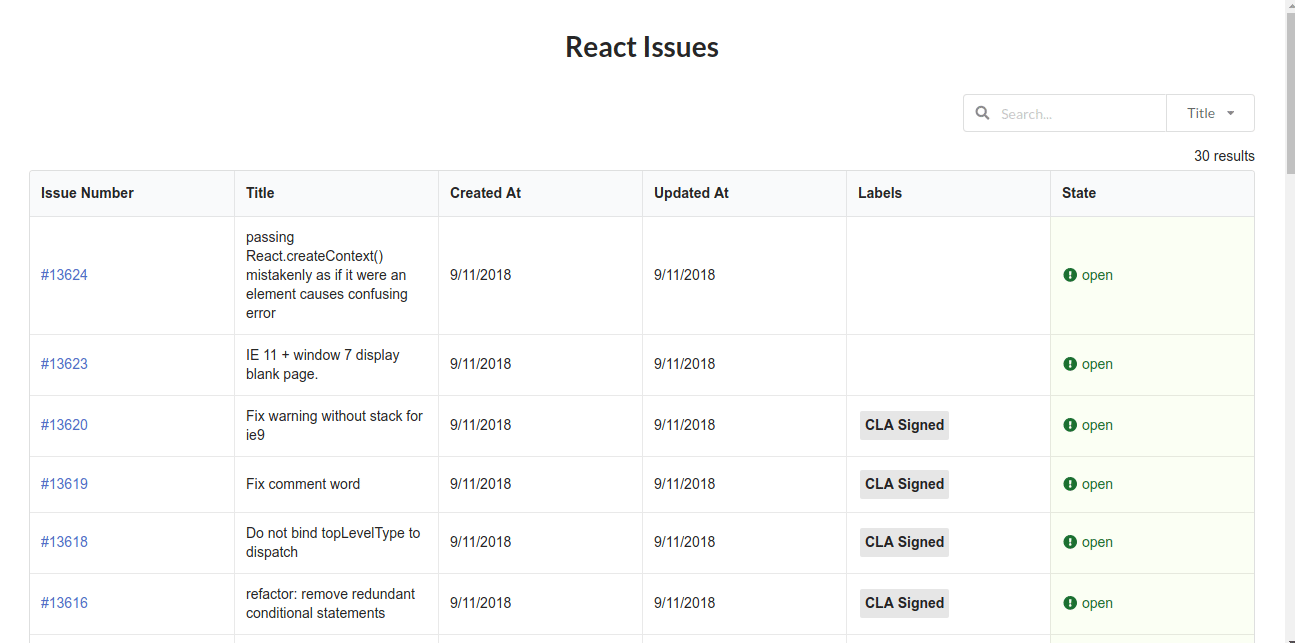 React Issues
Search...
Title
30 results
Issue Number Title Created At Updated At Labels State
passing
React.createContext()
#13624 mistakenly as if it were an 9/11/2018 9/11/2018 open
element causes confusing
error
IE 11 + window 7 display
#13623 9/11/2018 9/11/2018 open
blank page.
Fix warning without stack for
#13620 9/11/2018 9/11/2018 CLA Signed open
ie9
#13619 Fix comment word 9/11/2018 9/11/2018 CLA Signed open
Do not bind topLevelType to
#13618 9/11/2018 9/11/2018 CLA Signed open
dispatch
refactor: remove redundant
#13616 9/11/2018 9/11/2018 CLA Signed open
conditional statements